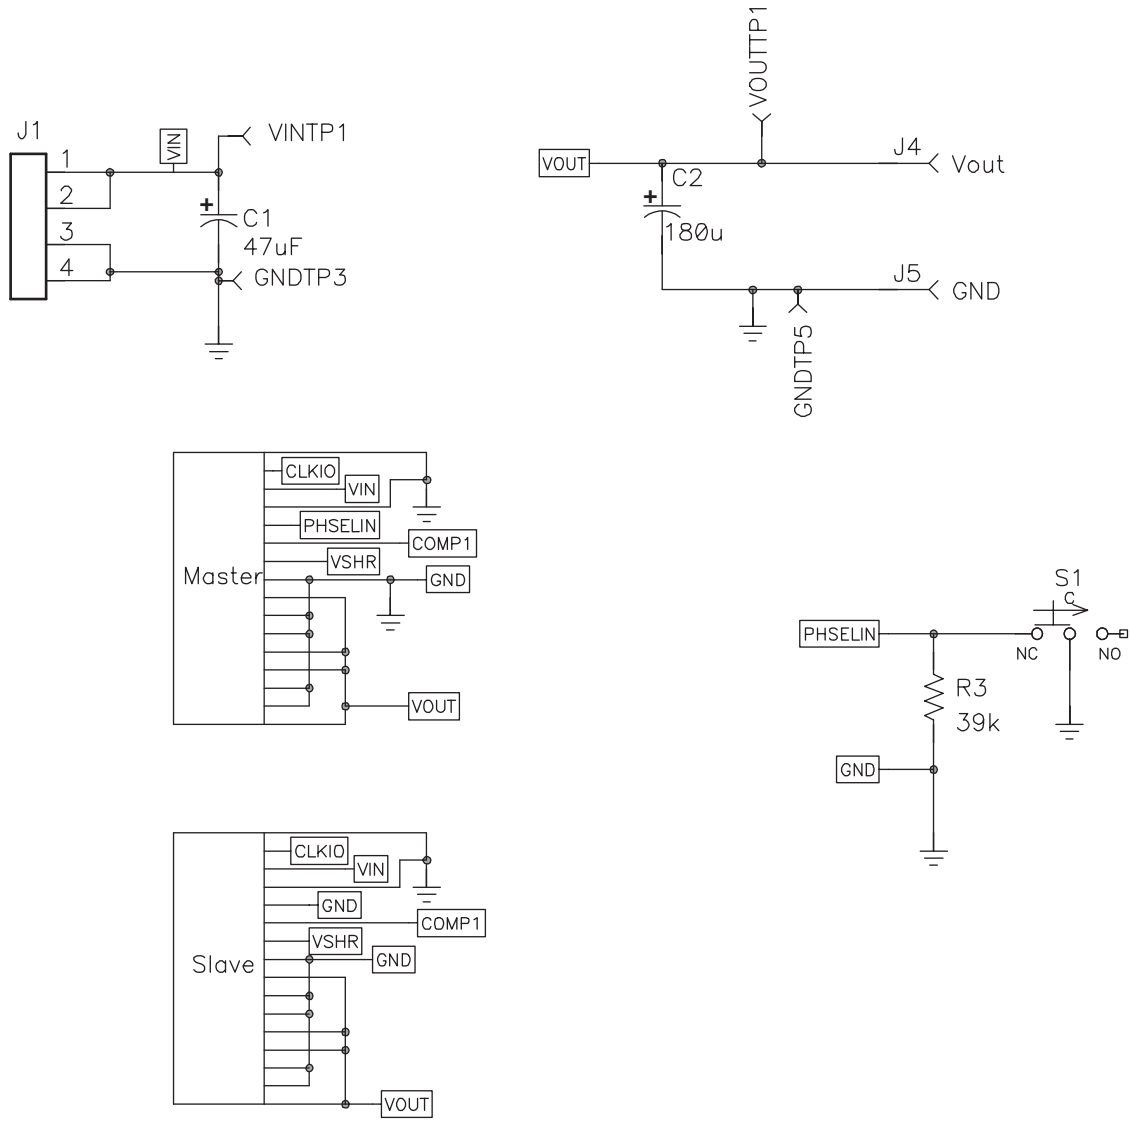 J1
1
2
3
4
VIN
VINTP1
+
C1
47uF
GNDTP3
VOUTTP1
VOUT
J4
Vout
C2
+
180u
J5
GND
GNDTP5
Master
CLKIO
VIN
PHSELIN
COMP1
VSHR
GND
VOUT
S1
C
PHSELIN
NC
NO
R3
39k
GND
Slave
CLKIO
VIN
GND
COMP1
VSHR
GND
VOUT